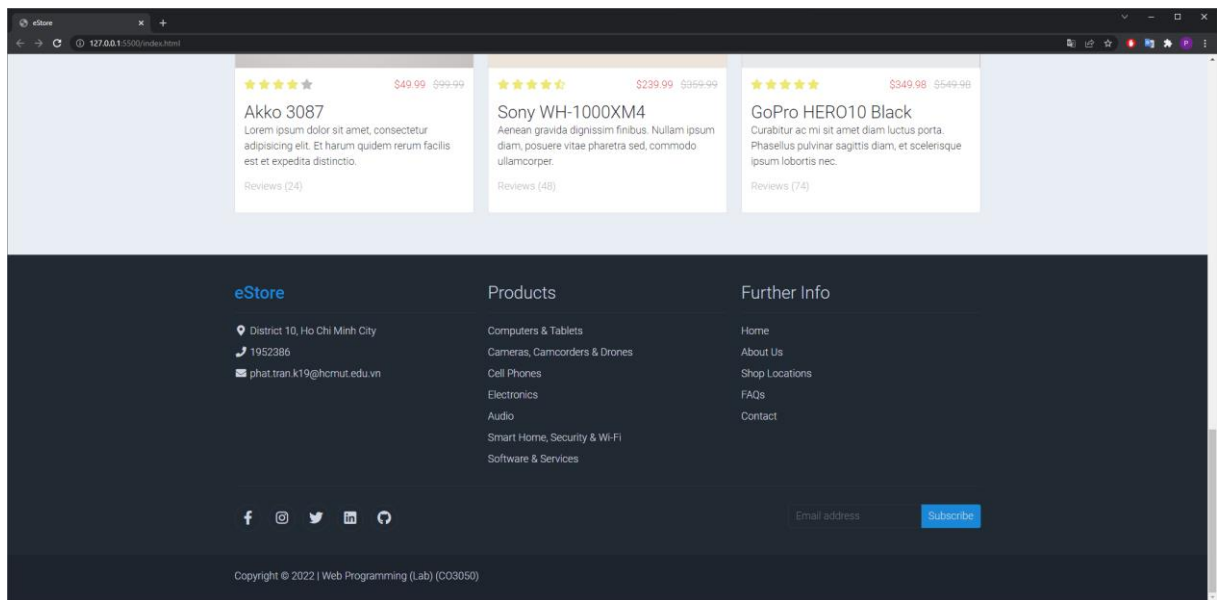 eStore
127.0.0.1:5500/index.html
P
$49.99 $99.99
Akko 3087
Lorem ipsum dolor sit amet, consectetur
adipisicing elit. Et harum quidem rerum facilis
est et expedita distinctio.
Reviews (24)
$239.99 $359.99
Sony WH-1000XM4
Aenean gravida dignissim finibus. Nullam ipsum
diam, posuere vitae pharetra sed, commodo
ullamcorper.
Reviews (48)
$349.98 $549.98
GoPro HERO10 Black
Curabitur ac mi sit amet diam luctus porta.
Phasellus pulvinar sagittis diam, et scelerisque
ipsum lobortis nec.
Reviews (74)
eStore
District 10, Ho Chi Minh City
1952386
phat.tran.k19@hcmut.edu.vn
Products
Computers & Tablets
Cameras, Camcorders & Drones
Cell Phones
Electronics
Audio
Smart Home, Security & Wi-Fi
Software & Services
Further Info
Home
About Us
Shop Locations
FAQs
Contact
Email address
Subscribe
Copyright © 2022 | Web Programming (Lab) (CO3050)